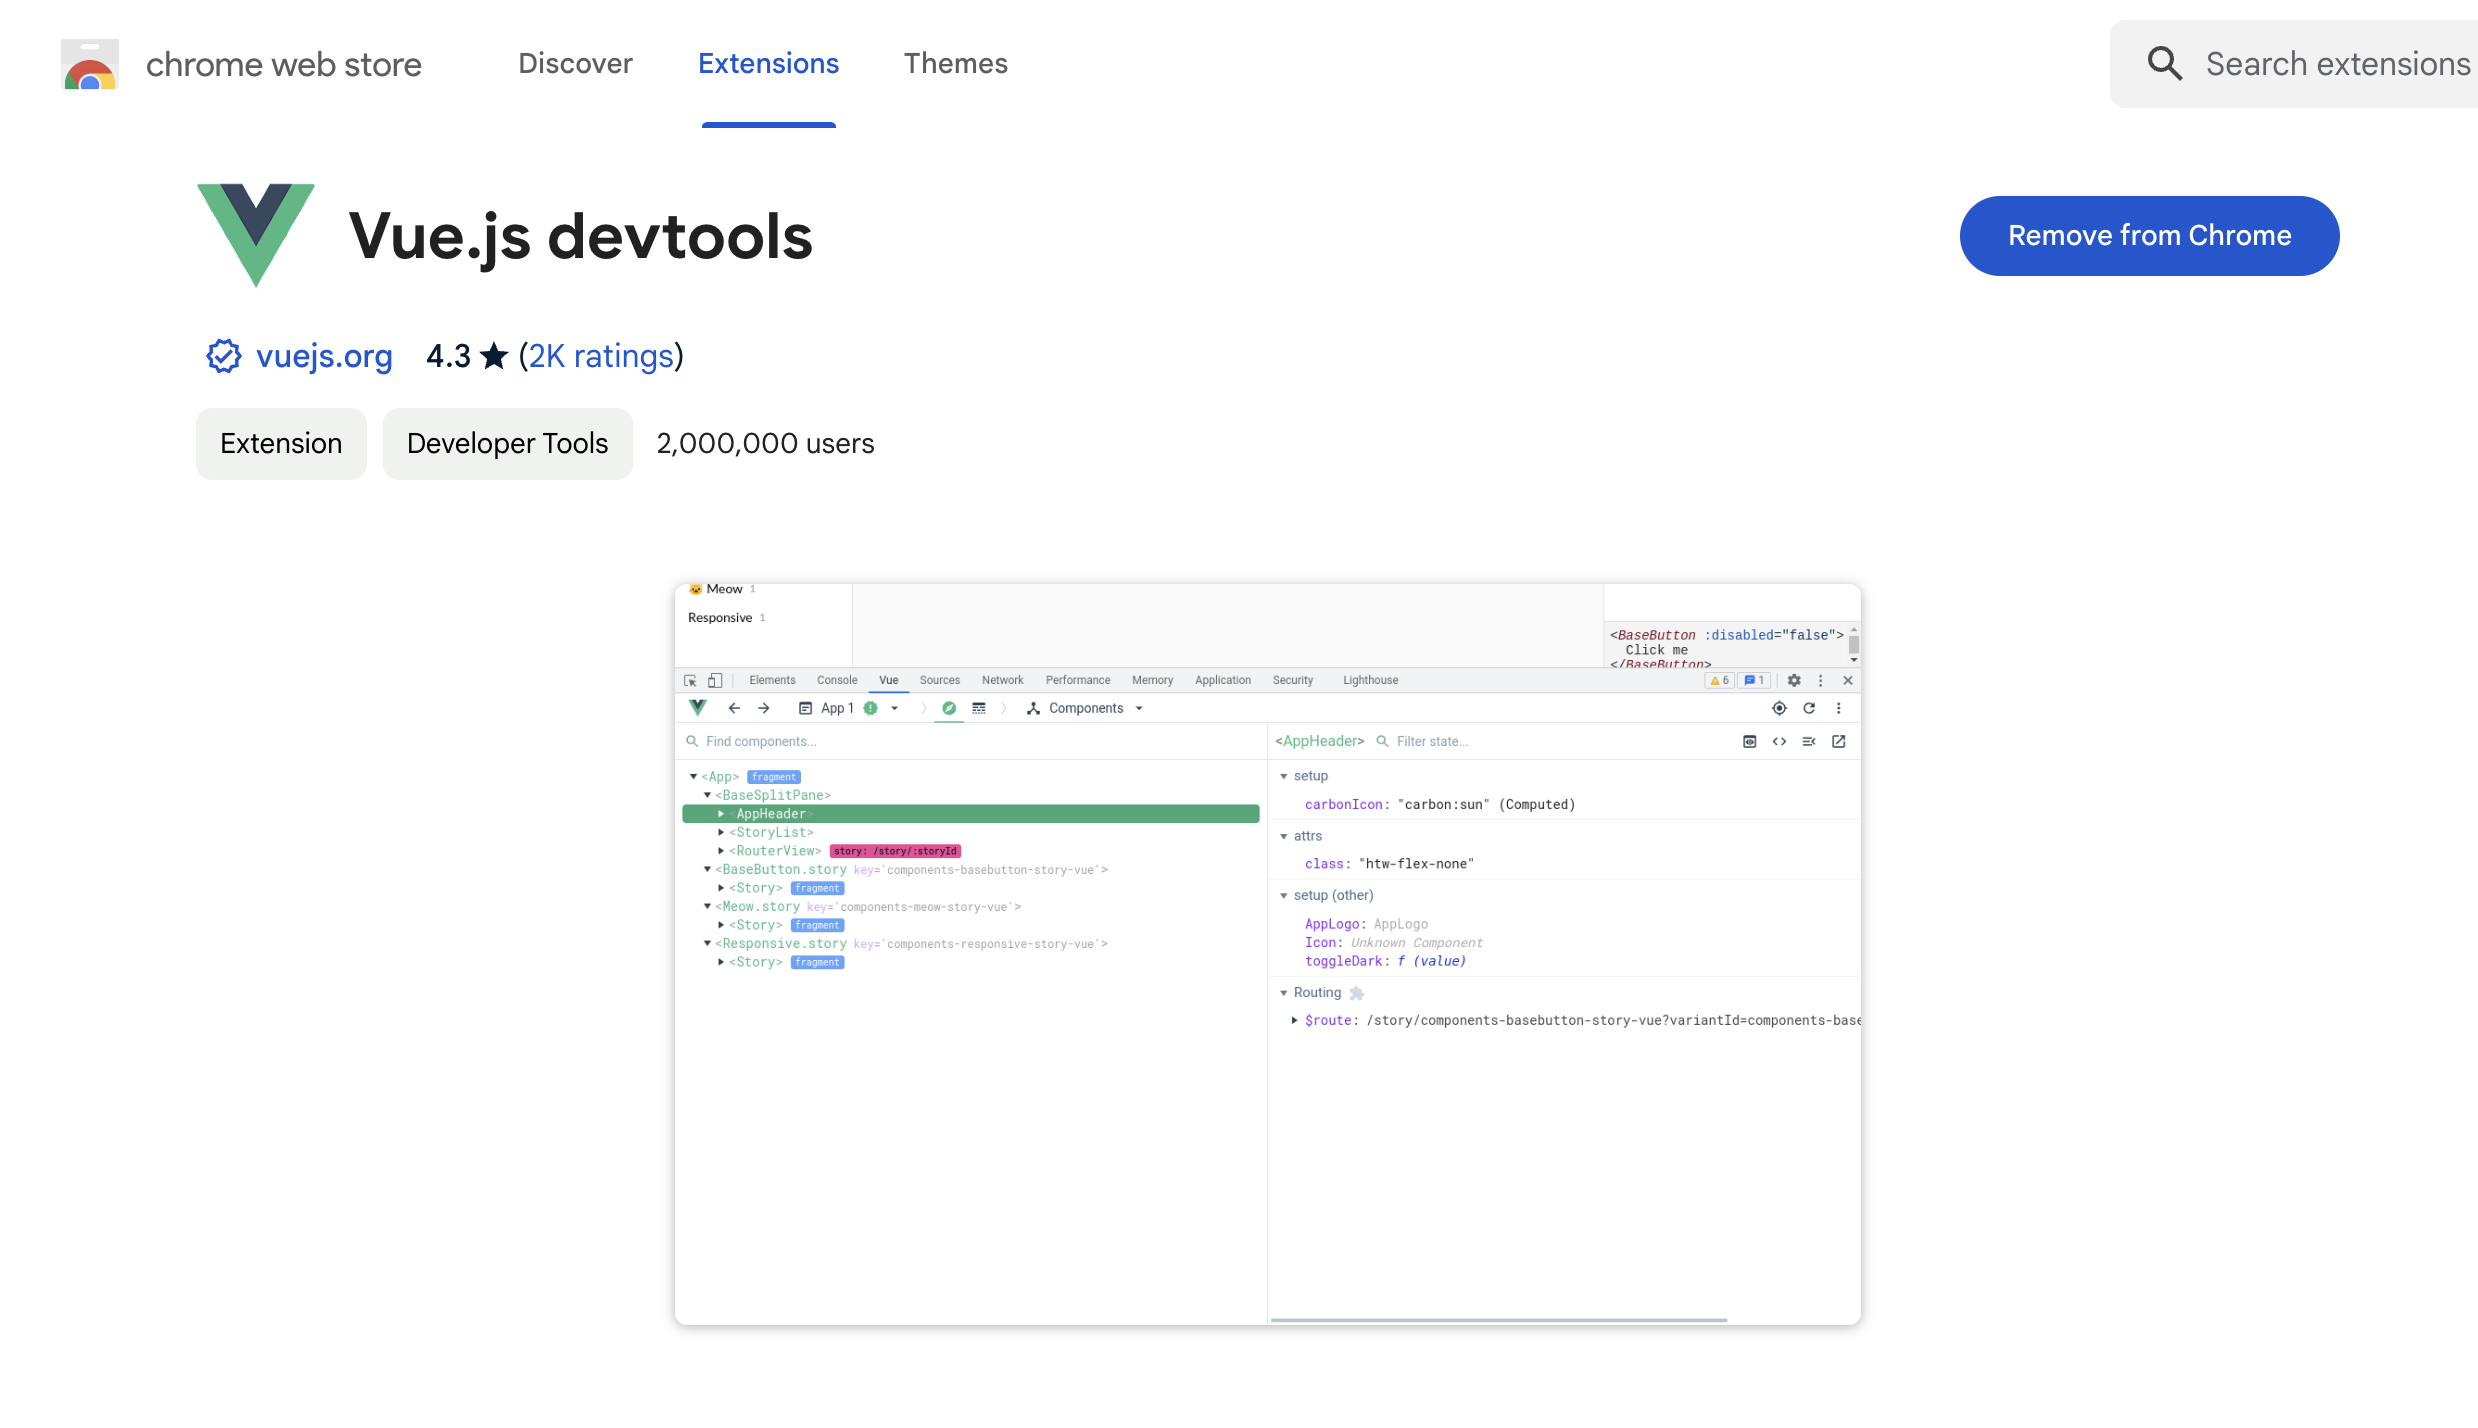 chrome web store
Discover
Extensions
Themes
Search extensions
Vue.js devtools
Remove from Chrome
vuejs.org
4.3 ★ (2K ratings)
Extension
Developer Tools
2,000,000 users
Meow 1
Responsive 1
<BaseButton :disabled="false">
Click me
</BaseButton>
Elements Console Vue Sources Network Performance Memory Application Security Lighthouse 6 1
App 1 Components
Find components...
<App> fragment
<BaseSplitPane>
<AppHeader>
<StoryList>
<RouterView> story: /story/:storyId
<BaseButton.story key='components-basebutton-story-vue'>
<Story> fragment
<Meow.story key='components-meow-story-vue'>
<Story> fragment
<Responsive.story key='components-responsive-story-vue'>
<Story> fragment
<AppHeader> Filter state...
setup
carbonIcon: "carbon:sun" (Computed)
attrs
class: "htw-flex-none"
setup (other)
AppLogo: AppLogo
Icon: Unknown Component
toggleDark: f (value)
Routing
$route: /story/components-basebutton-story-vue?variantId=components-base